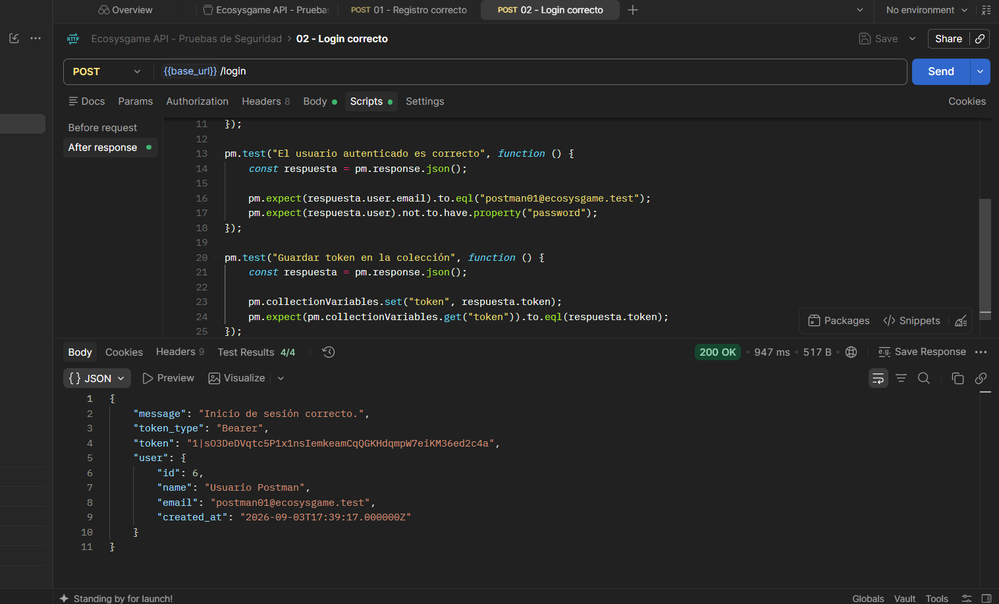 Overview
Ecosysgame API - Prueba
POST 01 - Registro correcto
POST 02 - Login correcto
No environment
HTTP
Ecosysgame API - Pruebas de Seguridad > 02 - Login correcto
Save
Share
POST
{{base_url}} /login
Send
Docs
Params
Authorization
Headers 8
Body
Scripts
Settings
Cookies
Before request
After response
11 });
12
13 pm.test("El usuario autenticado es correcto", function () {
14 const respuesta = pm.response.json();
15
16 pm.expect(respuesta.user.email).to.eql("postman01@ecosysgame.test");
17 pm.expect(respuesta.user).not.to.have.property("password");
18 });
19
20 pm.test("Guardar token en la colección", function () {
21 const respuesta = pm.response.json();
22
23 pm.collectionVariables.set("token", respuesta.token);
24 pm.expect(pm.collectionVariables.get("token")).to.eql(respuesta.token);
25 });
Packages
</> Snippets
Body
Cookies
Headers 9
Test Results 4/4
200 OK
947 ms
517 B
e.g. Save Response
{} JSON
Preview
Visualize
1 {
2 "message": "Inicio de sesión correcto.",
3 "token_type": "Bearer",
4 "token": "1|sO3DeDVqtc5P1x1nsIemkeamCqQGKHdqmpW7eiKM36ed2c4a",
5 "user": {
6 "id": 6,
7 "name": "Usuario Postman",
8 "email": "postman01@ecosysgame.test",
9 "created_at": "2026-09-03T17:39:17.000000Z"
10 }
11 }
Standing by for launch!
Globals
Vault
Tools